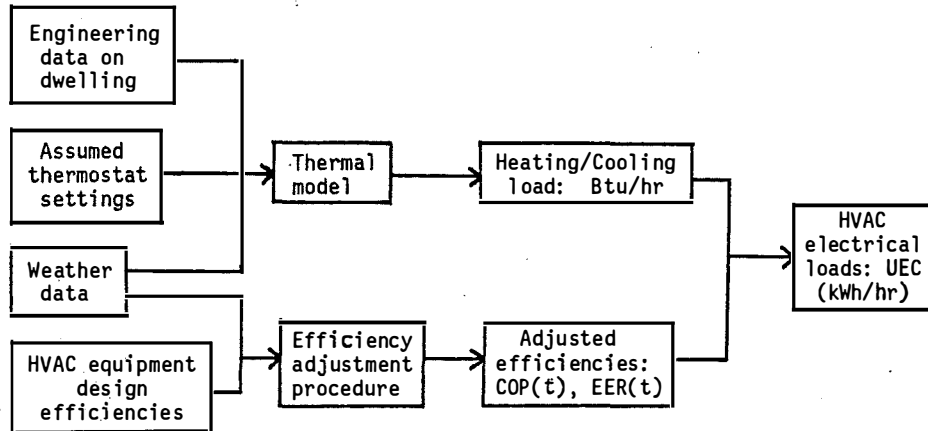 Engineering
data on
dwelling
Assumed
thermostat
settings
Weather
data
HVAC equipment
design
efficiencies
Thermal
model
Efficiency
adjustment
procedure
Heating/Cooling
load: Btu/hr
Adjusted
efficiencies:
COP(t), EER(t)
HVAC
electrical
loads: UEC
(kWh/hr)